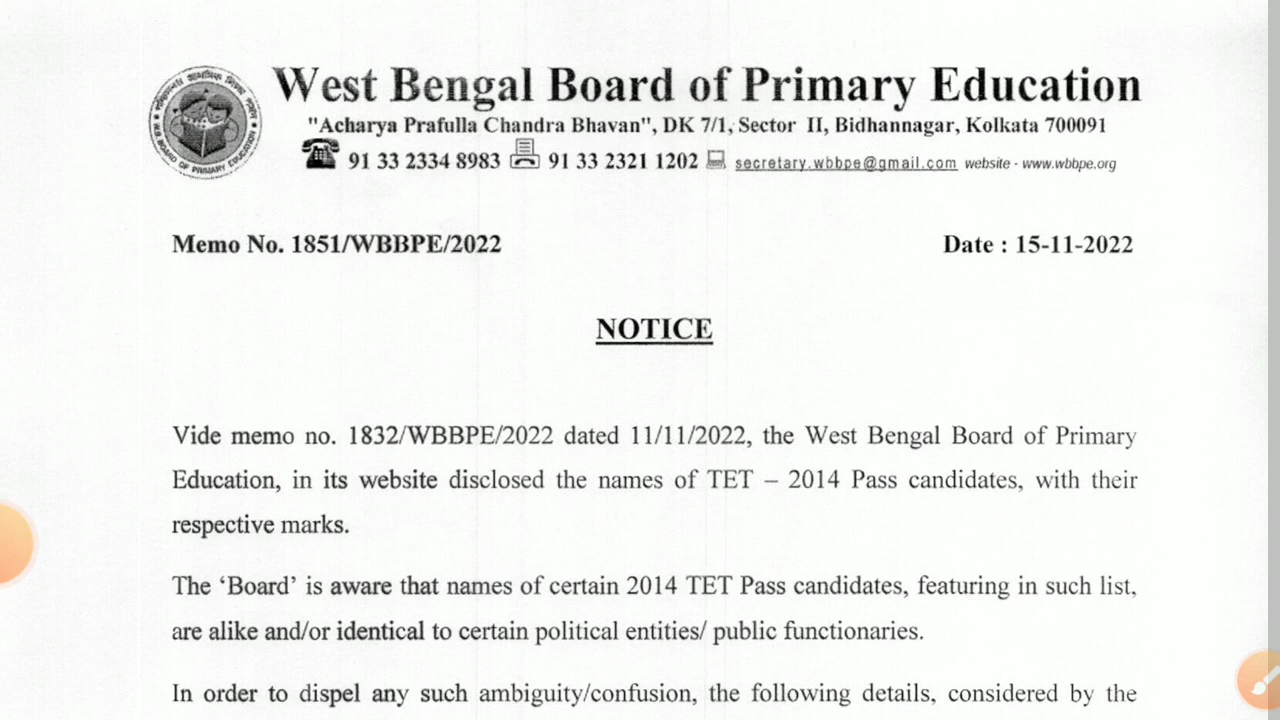 West Bengal Board of Primary Education
"Acharya Prafulla Chandra Bhavan", DK 7/1, Sector II, Bidhannagar, Kolkata 700091
91 33 2334 8983 91 33 2321 1202 secretary.wbbpe@gmail.com website - www.wbbpe.org
W.B. BOARD OF PRIMARY EDUCATION
Memo No. 1851/WBBPE/2022 Date : 15-11-2022
NOTICE
Vide memo no. 1832/WBBPE/2022 dated 11/11/2022, the West Bengal Board of Primary
Education, in its website disclosed the names of TET – 2014 Pass candidates, with their
respective marks.
The ‘Board’ is aware that names of certain 2014 TET Pass candidates, featuring in such list,
are alike and/or identical to certain political entities/ public functionaries.
In order to dispel any such ambiguity/confusion, the following details, considered by the